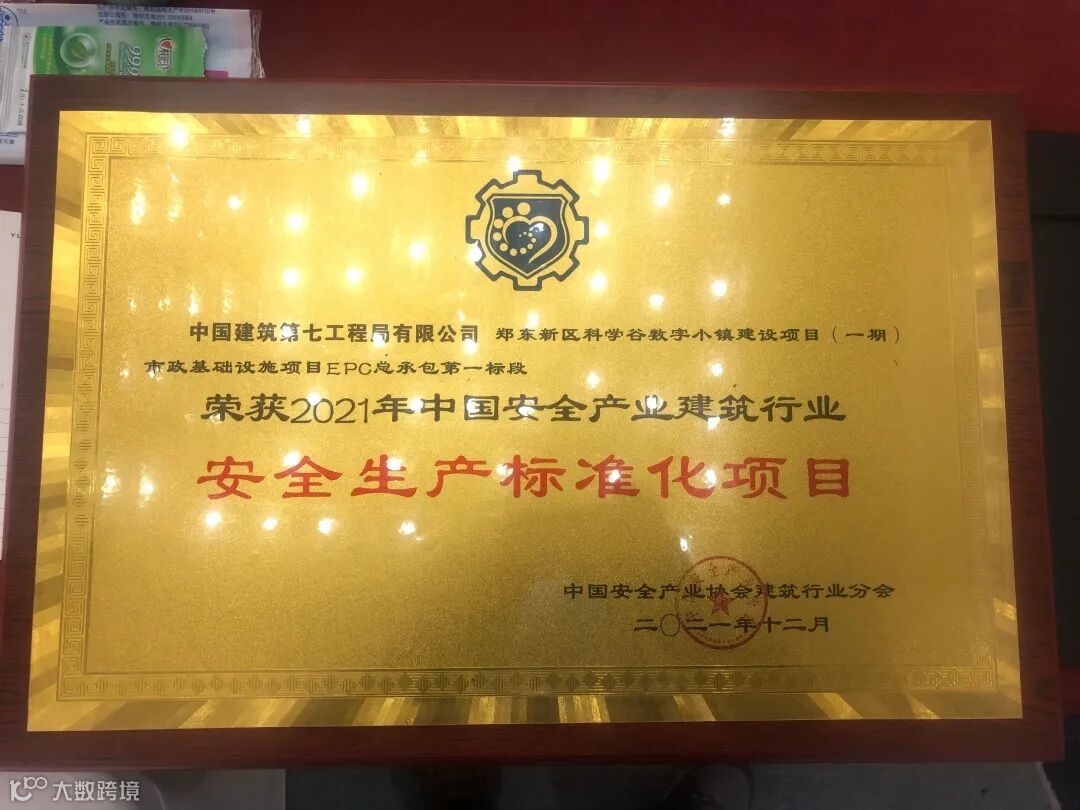 心相印
中国建筑第七工程局有限公司 郑东新区科学谷数字小镇建设项目（一期）
市政基础设施项目EPC总承包第一标段
荣获2021年中国安全产业建筑行业
安全生产标准化项目
中国安全产业协会建筑行业分会
二〇二一年十二月
大数跨境